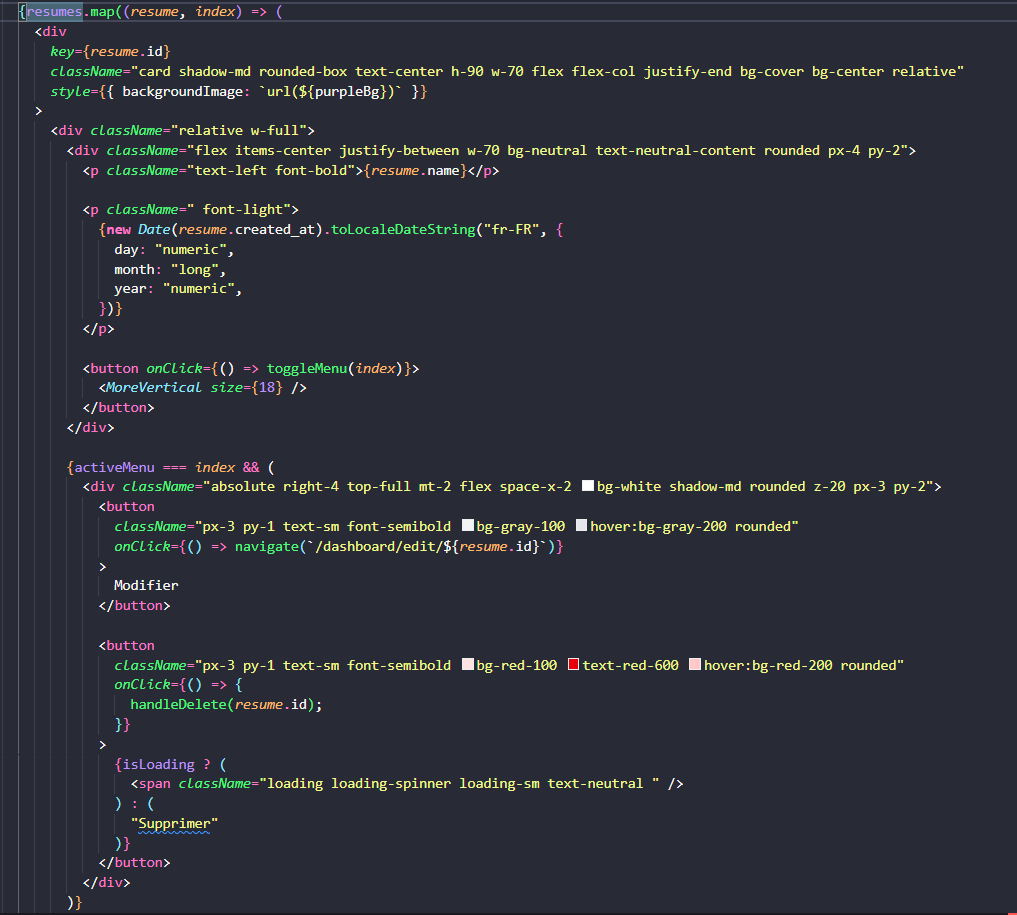 {resumes.map((resume, index) => (
<div
key={resume.id}
className="card shadow-md rounded-box text-center h-90 w-70 flex flex-col justify-end bg-cover bg-center relative"
style={{ backgroundImage: `url(${purpleBg})` }}
>
<div className="relative w-full">
<div className="flex items-center justify-between w-70 bg-neutral text-neutral-content rounded px-4 py-2">
<p className="text-left font-bold">{resume.name}</p>
<p className=" font-light">
{new Date(resume.created_at).toLocaleDateString("fr-FR", {
day: "numeric",
month: "long",
year: "numeric",
})}
</p>
<button onClick={() => toggleMenu(index)}>
<MoreVertical size={18} />
</button>
</div>
{activeMenu === index && (
<div className="absolute right-4 top-full mt-2 flex space-x-2 bg-white shadow-md rounded z-20 px-3 py-2">
<button
className="px-3 py-1 text-sm font-semibold bg-gray-100 hover:bg-gray-200 rounded"
onClick={() => navigate(`/dashboard/edit/${resume.id}`)}
>
Modifier
</button>
<button
className="px-3 py-1 text-sm font-semibold bg-red-100 text-red-600 hover:bg-red-200 rounded"
onClick={() => {
handleDelete(resume.id);
}}
>
{isLoading ? (
<span className="loading loading-spinner loading-sm text-neutral " />
) : (
"Supprimer"
)}
</button>
</div>
)}